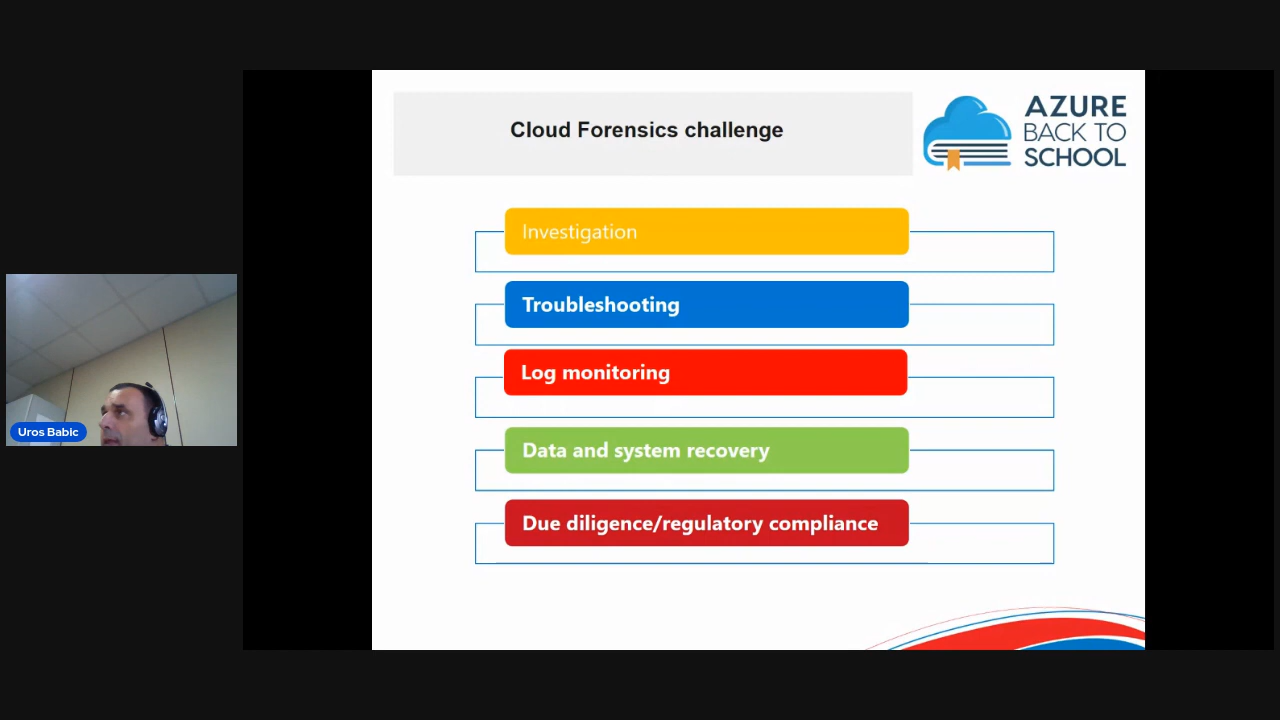 Cloud Forensics challenge
AZURE
BACK TO
SCHOOL
Investigation
Troubleshooting
Log monitoring
Data and system recovery
Due diligence/regulatory compliance
Uros Babic